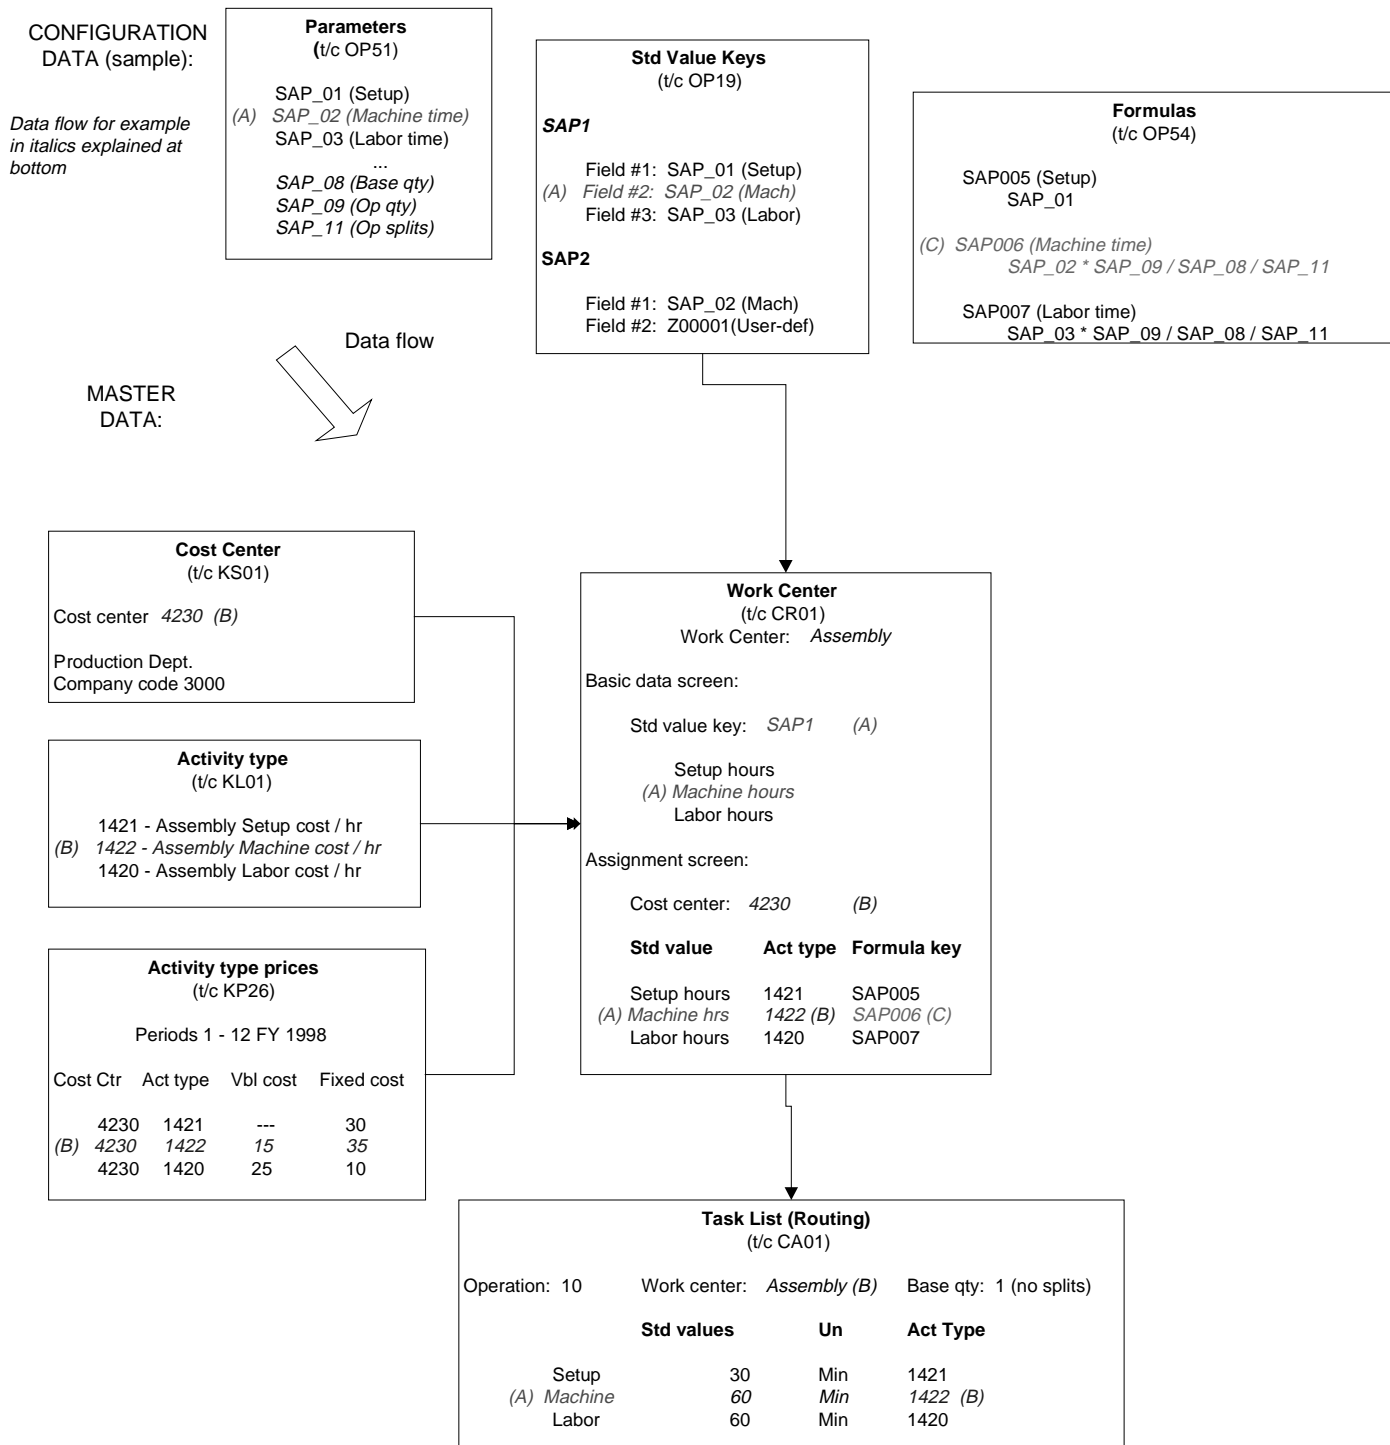 CONFIGURATION
DATA (sample):
Data flow for example
in italics explained at
bottom
Parameters
(t/c OP51)
SAP_01 (Setup)
(A) SAP_02 (Machine time)
SAP_03 (Labor time)
...
SAP_08 (Base qty)
SAP_09 (Op qty)
SAP_11 (Op splits)
Std Value Keys
(t/c OP19)
SAP1
Field #1: SAP_01 (Setup)
(A) Field #2: SAP_02 (Mach)
Field #3: SAP_03 (Labor)
SAP2
Field #1: SAP_02 (Mach)
Field #2: Z00001(User-def)
Formulas
(t/c OP54)
SAP005 (Setup)
SAP_01
(C) SAP006 (Machine time)
SAP_02 * SAP_09 / SAP_08 / SAP_11
SAP007 (Labor time)
SAP_03 * SAP_09 / SAP_08 / SAP_11
Data flow
MASTER
DATA:
Cost Center
(t/c KS01)
Cost center 4230 (B)
Production Dept.
Company code 3000
Activity type
(t/c KL01)
1421 - Assembly Setup cost / hr
(B) 1422 - Assembly Machine cost / hr
1420 - Assembly Labor cost / hr
Activity type prices
(t/c KP26)
Periods 1 - 12 FY 1998
Cost Ctr Act type Vbl cost Fixed cost
4230 1421 --- 30
(B) 4230 1422 15 35
4230 1420 25 10
Work Center
(t/c CR01)
Work Center: Assembly
Basic data screen:
Std value key: SAP1 (A)
Setup hours
(A) Machine hours
Labor hours
Assignment screen:
Cost center: 4230 (B)
Std value Act type Formula key
Setup hours 1421 SAP005
(A) Machine hrs 1422 (B) SAP006 (C)
Labor hours 1420 SAP007
Task List (Routing)
(t/c CA01)
Operation: 10 Work center: Assembly (B) Base qty: 1 (no splits)
Std values Un Act Type
Setup 30 Min 1421
(A) Machine 60 Min 1422 (B)
Labor 60 Min 1420